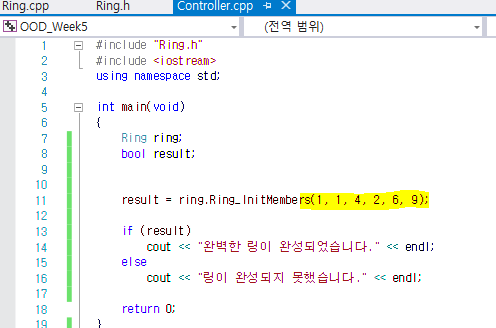 Ring.cpp Ring.h Controller.cpp
OOD_Week5 (전역 범위)
1 #include "Ring.h"
2 #include <iostream>
3 using namespace std;
4
5 int main(void)
6 {
7 Ring ring;
8 bool result;
9
10
11 result = ring.Ring_InitMembers(1, 1, 4, 2, 6, 9);
12
13 if (result)
14 cout << "완벽한 링이 완성되었습니다." << endl;
15 else
16 cout << "링이 완성되지 못했습니다." << endl;
17
18 return 0;
19 }